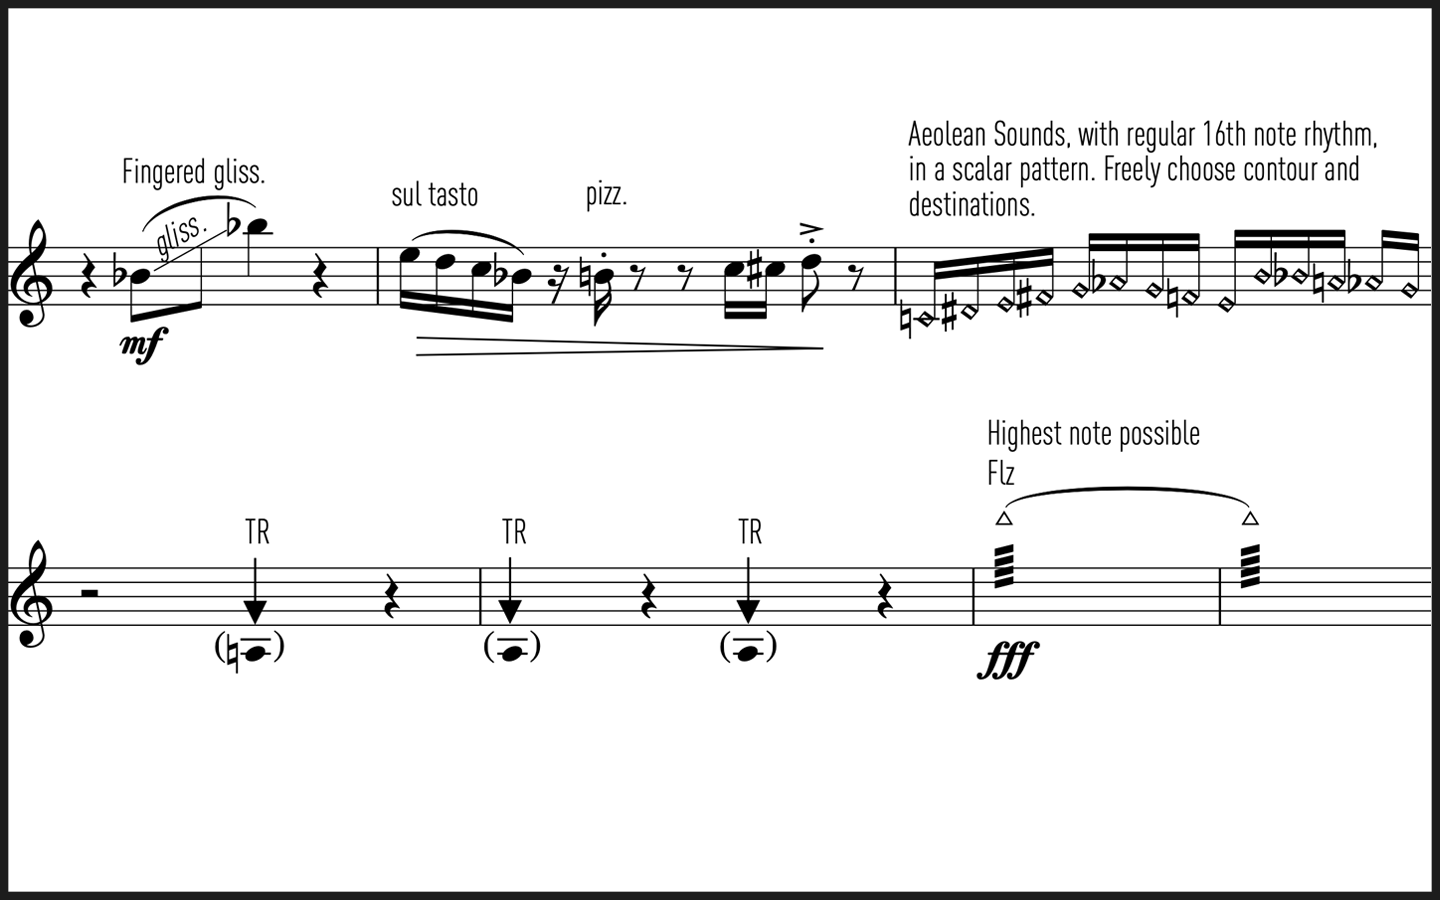 Aeolean Sounds, with regular 16th note rhythm,
in a scalar pattern. Freely choose contour and
destinations.
Fingered gliss.
gliss.
sul tasto
pizz.
mf
Highest note possible
Flz
TR
TR
TR
fff